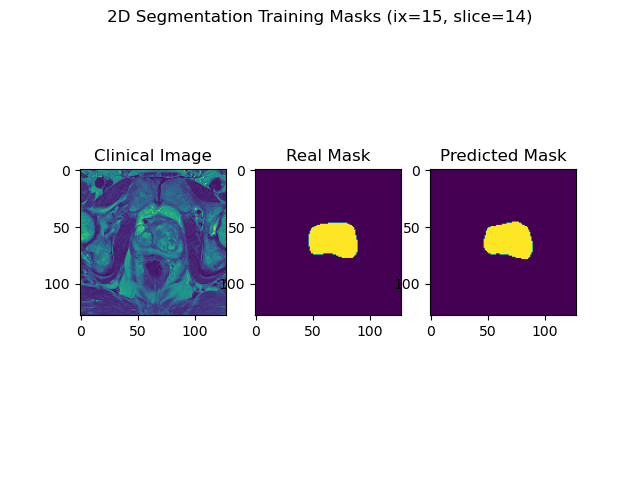 2D Segmentation Training Masks (ix=15, slice=14)
Clinical Image Real Mask Predicted Mask
0 0 0
50 50 50
100 100 100
0 50 100 0 50 100 0 50 100